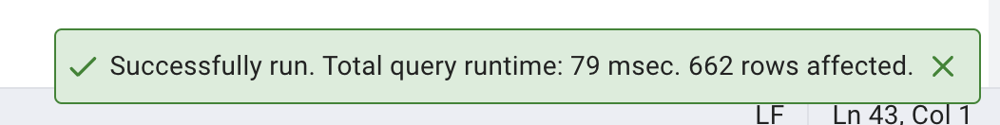 Successfully run. Total query runtime: 79 msec. 662 rows affected.
LF
Ln 43, Col 1